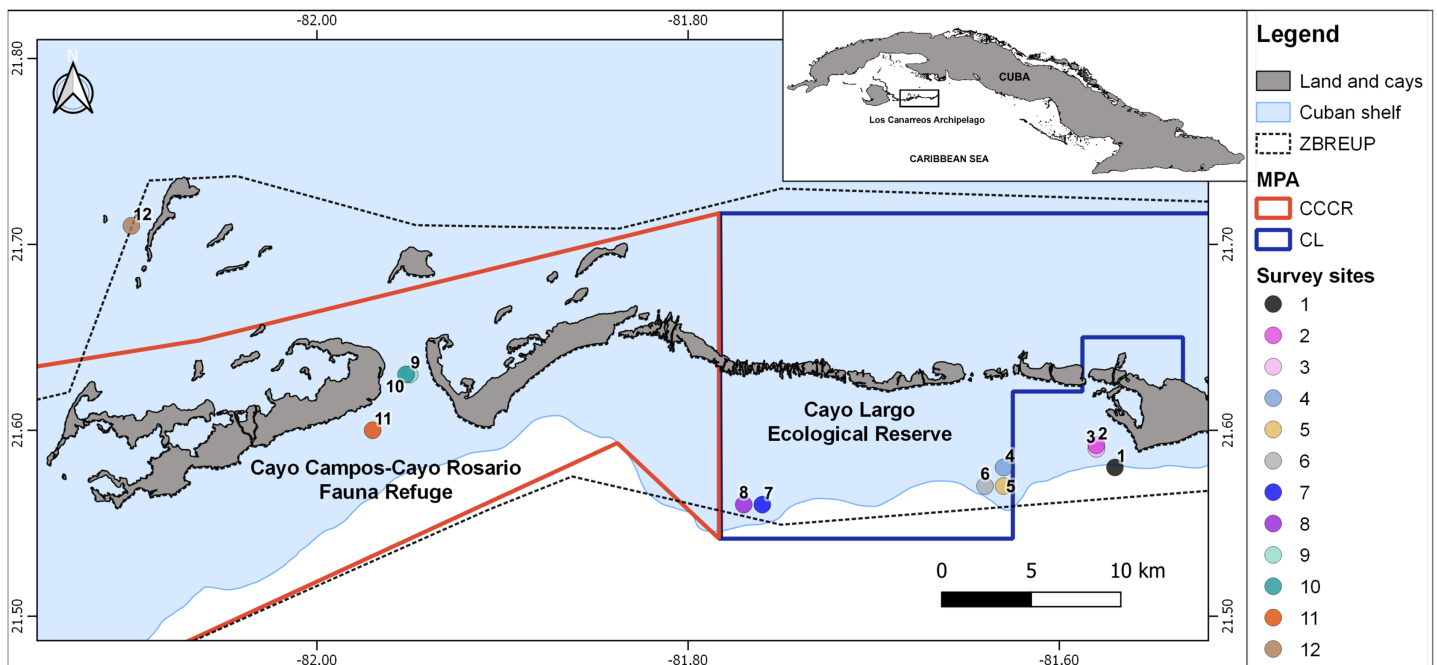 -82.00
-81.80
21.80
N
CUBA
Los Canarreos Archipelago
CARIBBEAN SEA
12
21.70
21.70
9
10
11
Cayo Campos-Cayo Rosario
Fauna Refuge
Cayo Largo
Ecological Reserve
21.60
21.60
3
2
1
4
6
5
8
7
0
5
10 km
21.50
21.50
-82.00
-81.80
-81.60
Legend
Land and cays
Cuban shelf
ZBREUP
MPA
CCCR
CL
Survey sites
1
2
3
4
5
6
7
8
9
10
11
12